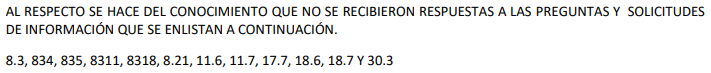 AL RESPECTO SE HACE DEL CONOCIMIENTO QUE NO SE RECIBIERON RESPUESTAS A LAS PREGUNTAS Y SOLICITUDES
DE INFORMACIÓN QUE SE ENLISTAN A CONTINUACIÓN.
8.3, 834, 835, 8311, 8318, 8.21, 11.6, 11.7, 17.7, 18.6, 18.7 Y 30.3